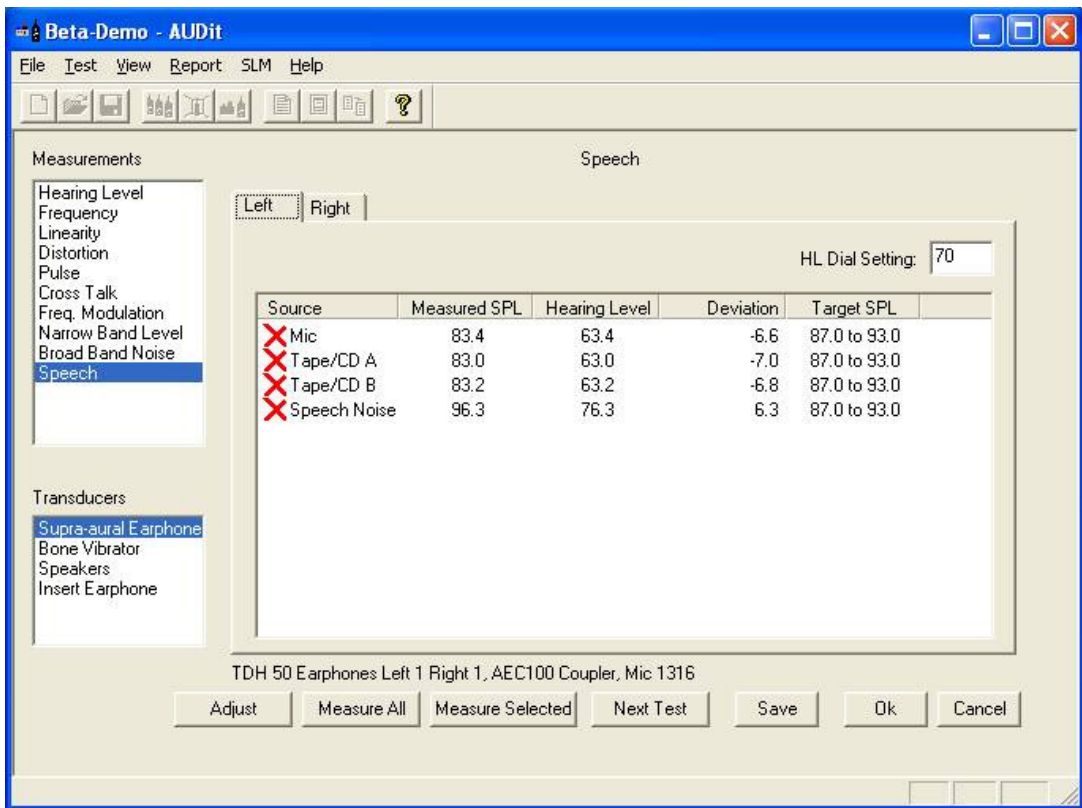 Beta-Demo - AUDit
File Test View Report SLM Help
Measurements
Speech
Hearing Level
Frequency
Linearity
Distortion
Pulse
Cross Talk
Freq. Modulation
Narrow Band Level
Broad Band Noise
Speech
Left Right
HL Dial Setting: 70
Source Measured SPL Hearing Level Deviation Target SPL
Mic 83.4 63.4 -6.6 87.0 to 93.0
Tape/CD A 83.0 63.0 -7.0 87.0 to 93.0
Tape/CD B 83.2 63.2 -6.8 87.0 to 93.0
Speech Noise 96.3 76.3 6.3 87.0 to 93.0
Transducers
Supra-aural Earphone
Bone Vibrator
Speakers
Insert Earphone
TDH 50 Earphones Left 1 Right 1, AEC100 Coupler, Mic 1316
Adjust Measure All Measure Selected Next Test Save Ok Cancel